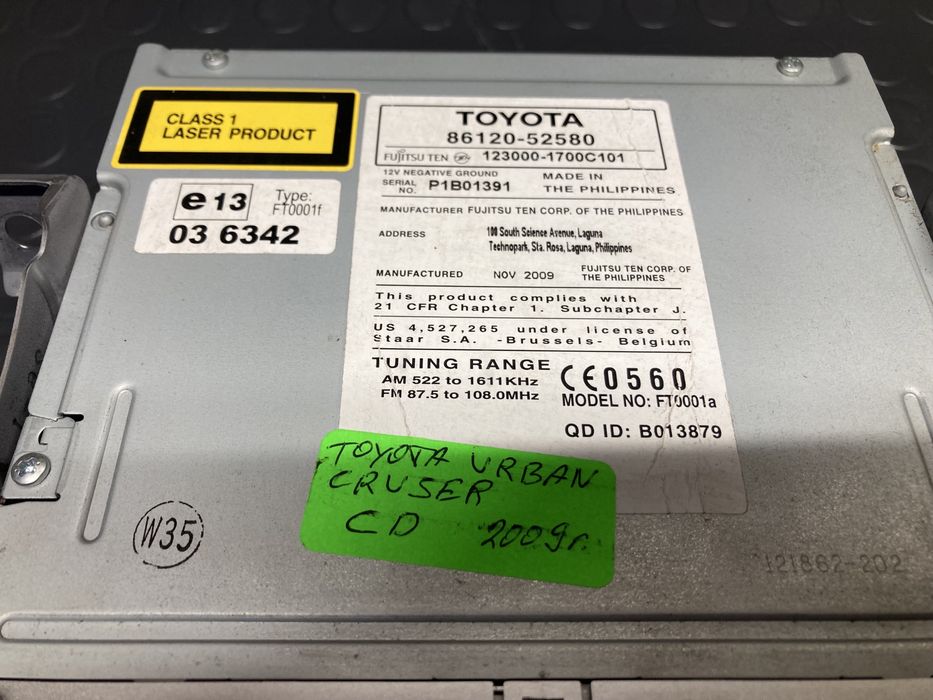 CLASS 1
LASER PRODUCT
e 13 Type:
FT0001f
03 6342
TOYOTA
86120-52580
FUJITSU TEN 123000-1700C101
12V NEGATIVE GROUND
SERIAL NO. P1B01391
MADE IN
THE PHILIPPINES
MANUFACTURER FUJITSU TEN CORP. OF THE PHILIPPINES
ADDRESS 100 South Science Avenue, Laguna
Technopark, Sta. Rosa, Laguna, Philippines
MANUFACTURED NOV 2009 FUJITSU TEN CORP. OF
THE PHILIPPINES
This product complies with
21 CFR Chapter 1. Subchapter J.
US 4,527,265 under license of
Staar S.A. -Brussels- Belgium
TUNING RANGE
AM 522 to 1611KHz
FM 87.5 to 108.0MHz
CE0560
MODEL NO: FT0001a
QD ID: B013879
TOYOTA URBAN
CRUSER
CD 2009г.
W35
121862-202